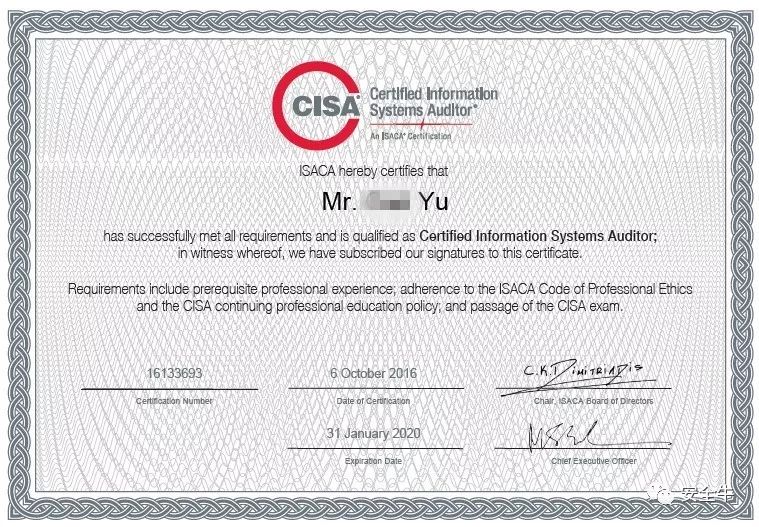 CISA®
Certified Information
Systems Auditor®
An ISACA® Certification
ISACA hereby certifies that
Mr. Yu
has successfully met all requirements and is qualified as Certified Information Systems Auditor;
in witness whereof, we have subscribed our signatures to this certificate.
Requirements include prerequisite professional experience; adherence to the ISACA Code of Professional Ethics
and the CISA continuing professional education policy; and passage of the CISA exam.
16133693
Certification Number
6 October 2016
Date of Certification
C.K Dimitriadis
Chair, ISACA Board of Directors
31 January 2020
Expiration Date
Chief Executive Officer
安全牛